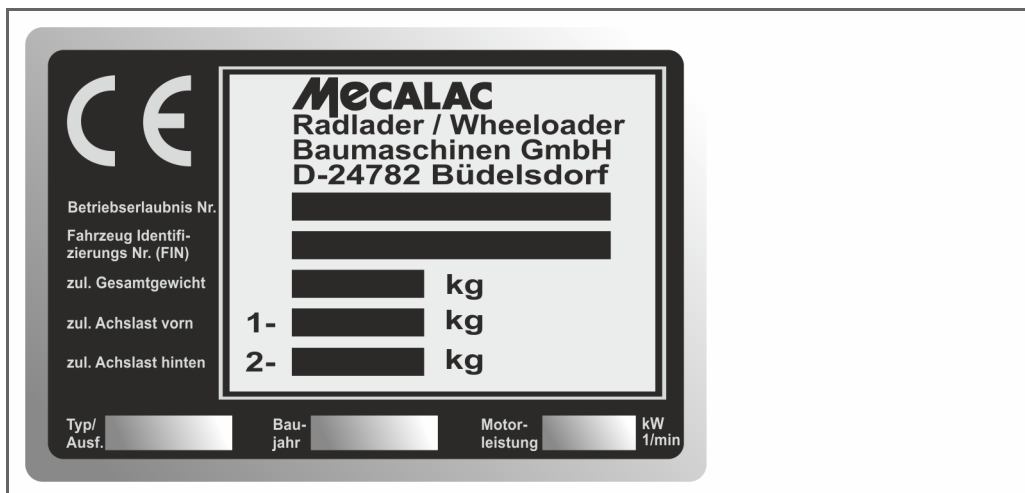 CE
MECALAC
Radlader / Wheeloader
Baumaschinen GmbH
D-24782 Büdelsdorf
Betriebserlaubnis Nr.
Fahrzeug Identifi-
zierungs Nr. (FIN)
zul. Gesamtgewicht kg
zul. Achslast vorn 1- kg
zul. Achslast hinten 2- kg
Typ/ Bau- Motor- kW
Ausf. jahr leistung 1/min